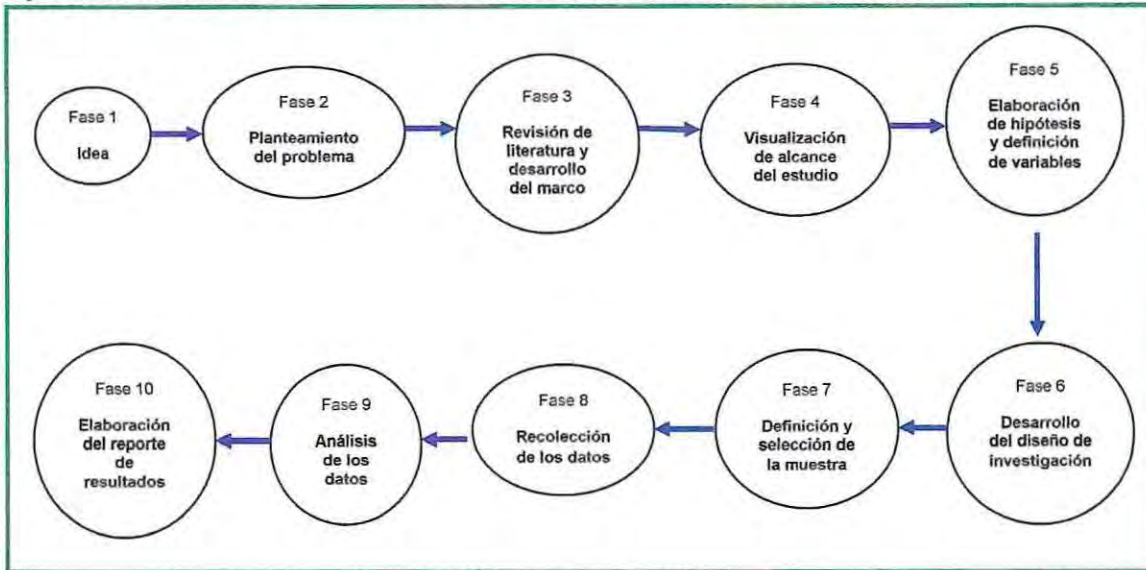 Fase 1
Idea
Fase 2
Planteamiento
del problema
Fase 3
Revisión de
literatura y
desarrollo
del marco
Fase 4
Visualización
de alcance
del estudio
Fase 5
Elaboración
de hipótesis
y definición
de variables
Fase 6
Desarrollo
del diseño de
investigación
Fase 7
Definición y
selección de
la muestra
Fase 8
Recolección
de los datos
Fase 9
Análisis
de los
datos
Fase 10
Elaboración
del reporte
de
resultados